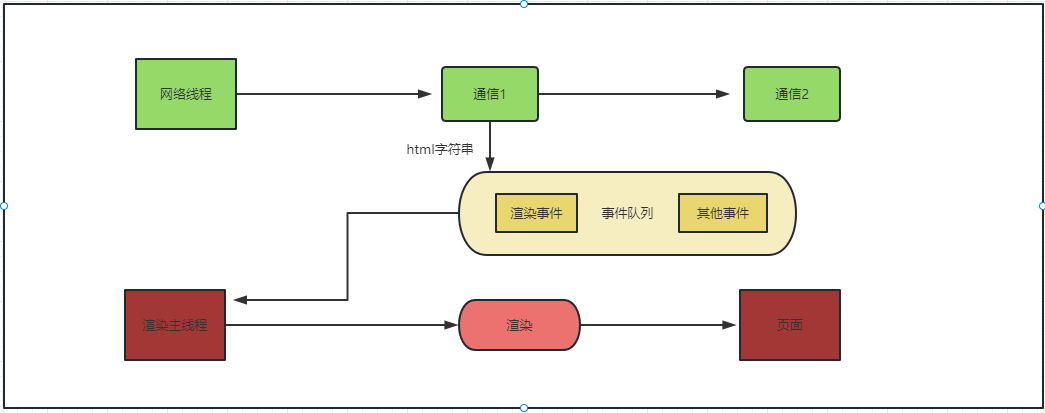 网络线程
通信1
通信2
html字符串
渲染事件
事件队列
其他事件
渲染主线程
渲染
页面